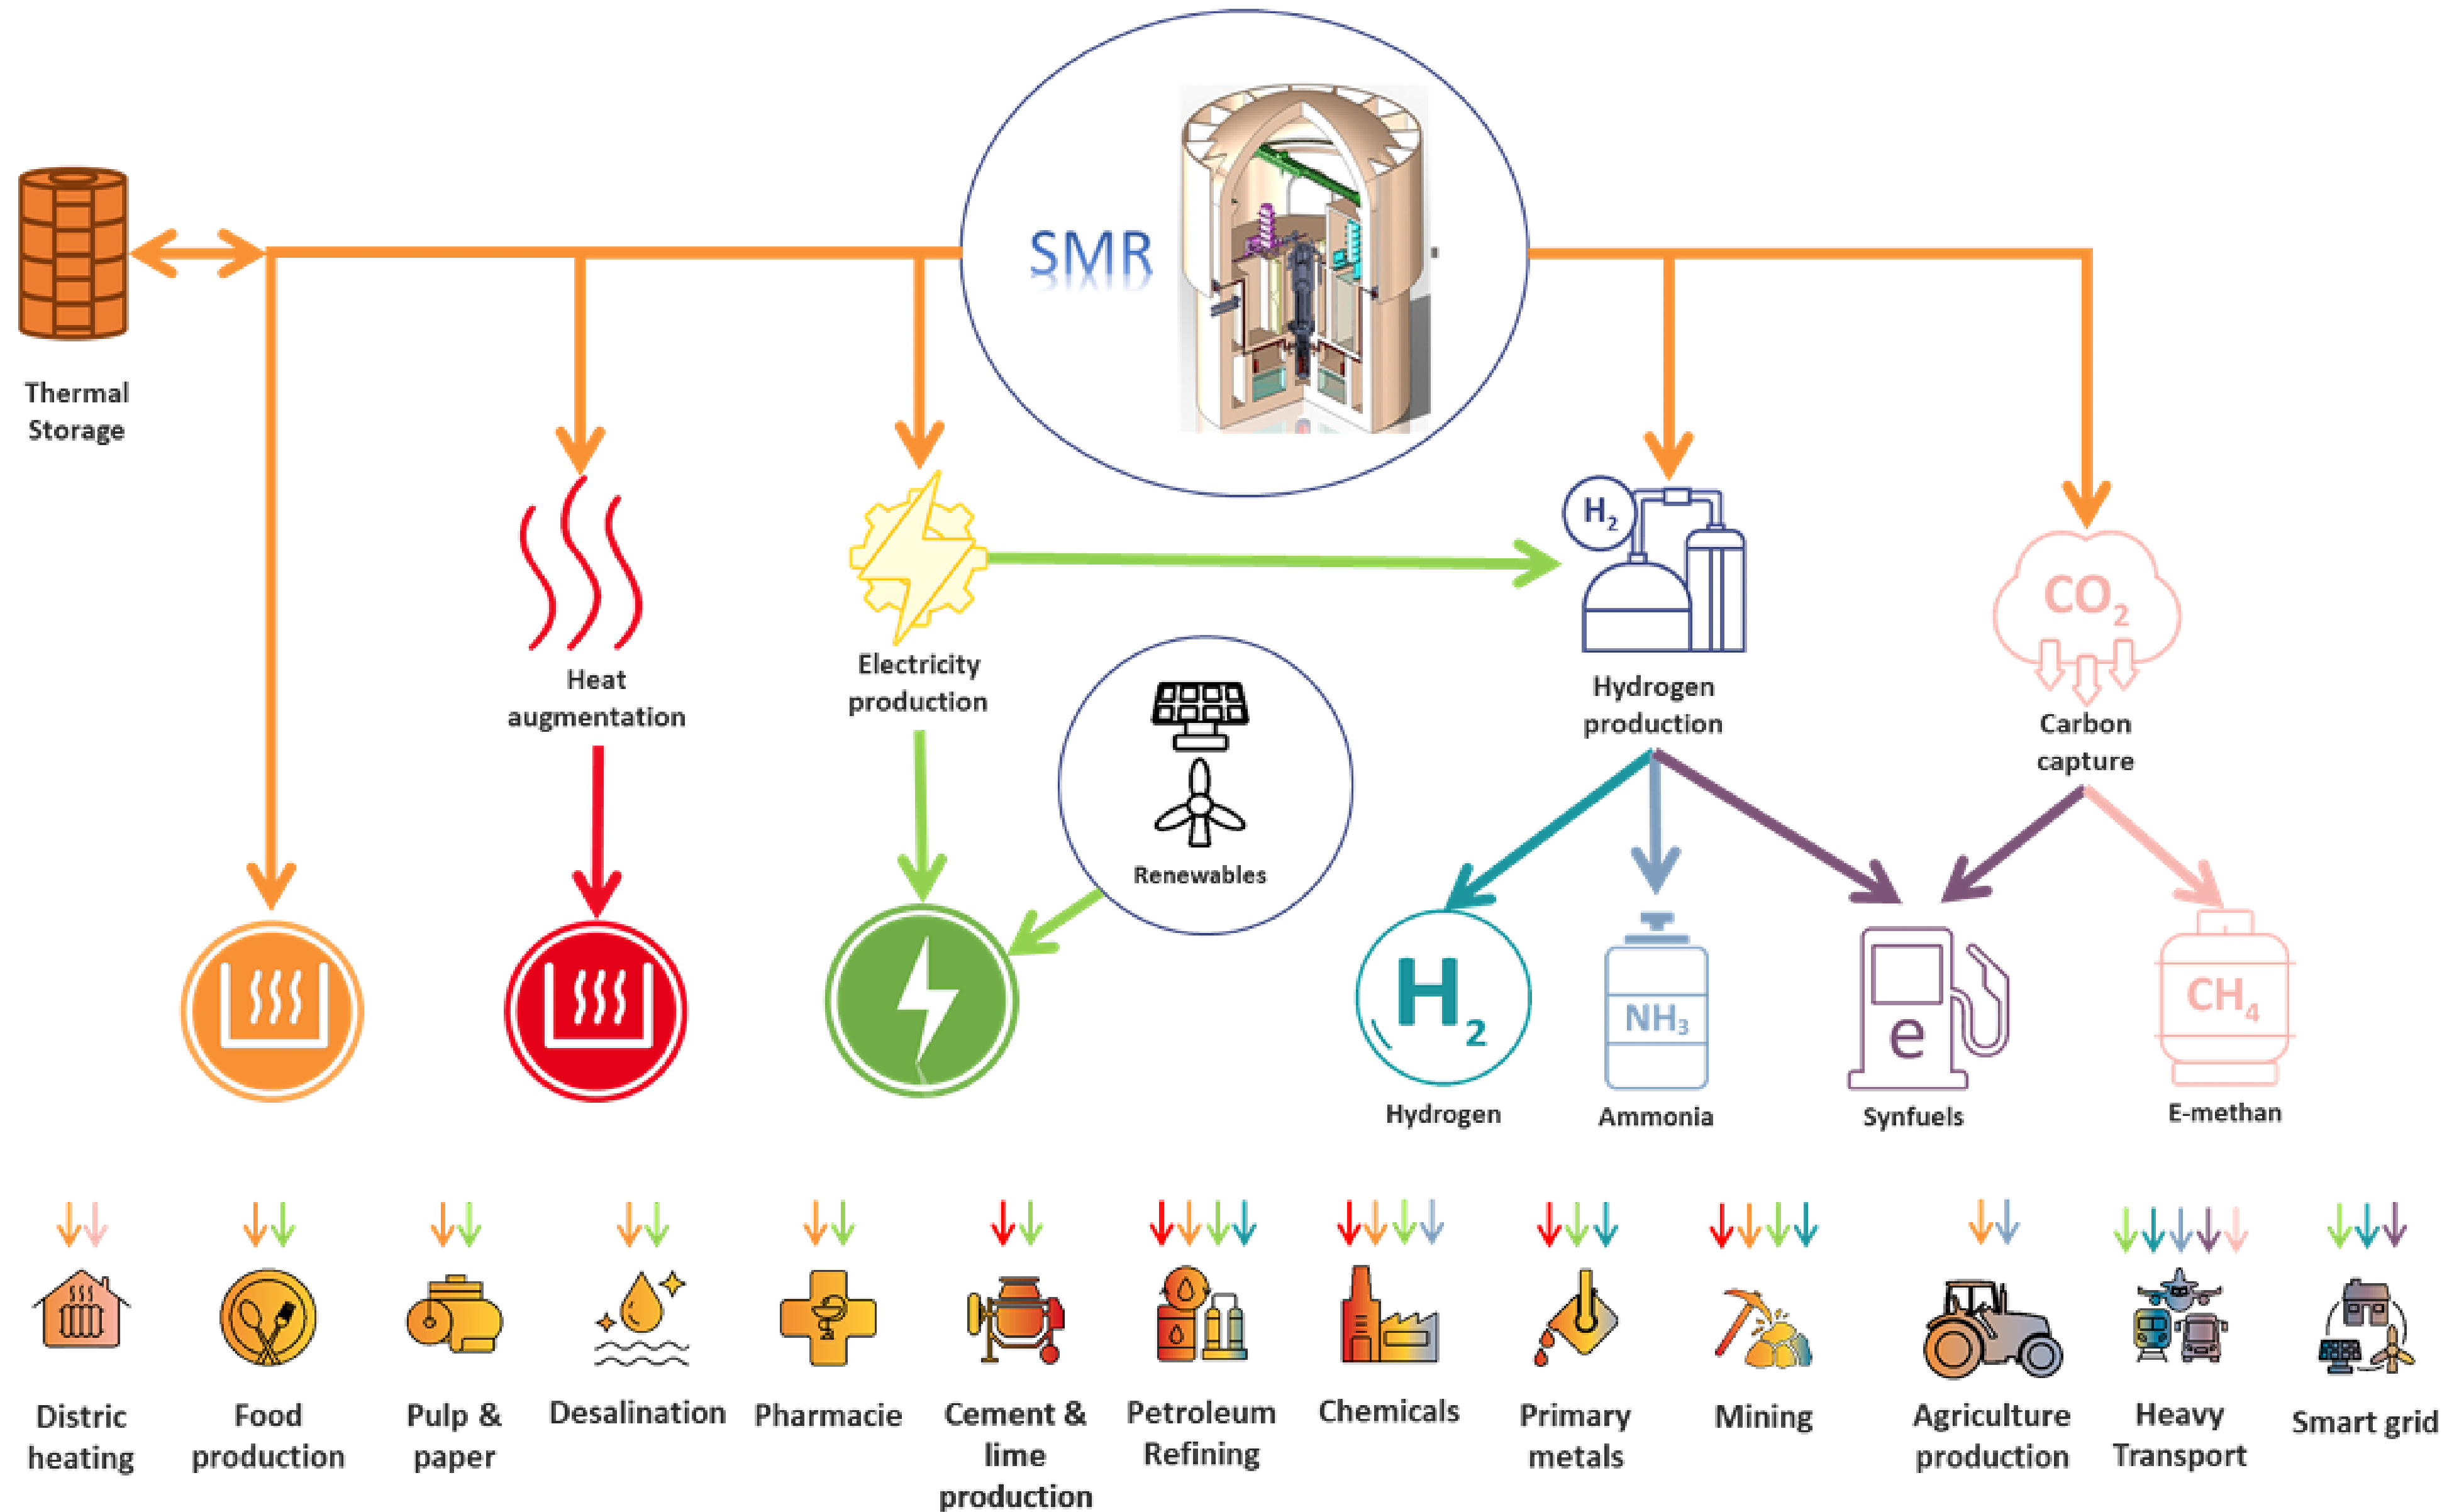 SMR
Thermal
Storage
H2
CO2
Heat
augmentation
Electricity
production
Hydrogen
production
Carbon
capture
Renewables
H2
NH3
e
CH4
Hydrogen
Ammonia
Synfuels
E-methan
Distric
heating
Food
production
Pulp &
paper
Desalination
Pharmacie
Cement &
lime
production
Petroleum
Refining
Chemicals
Primary
metals
Mining
Agriculture
production
Heavy
Transport
Smart grid